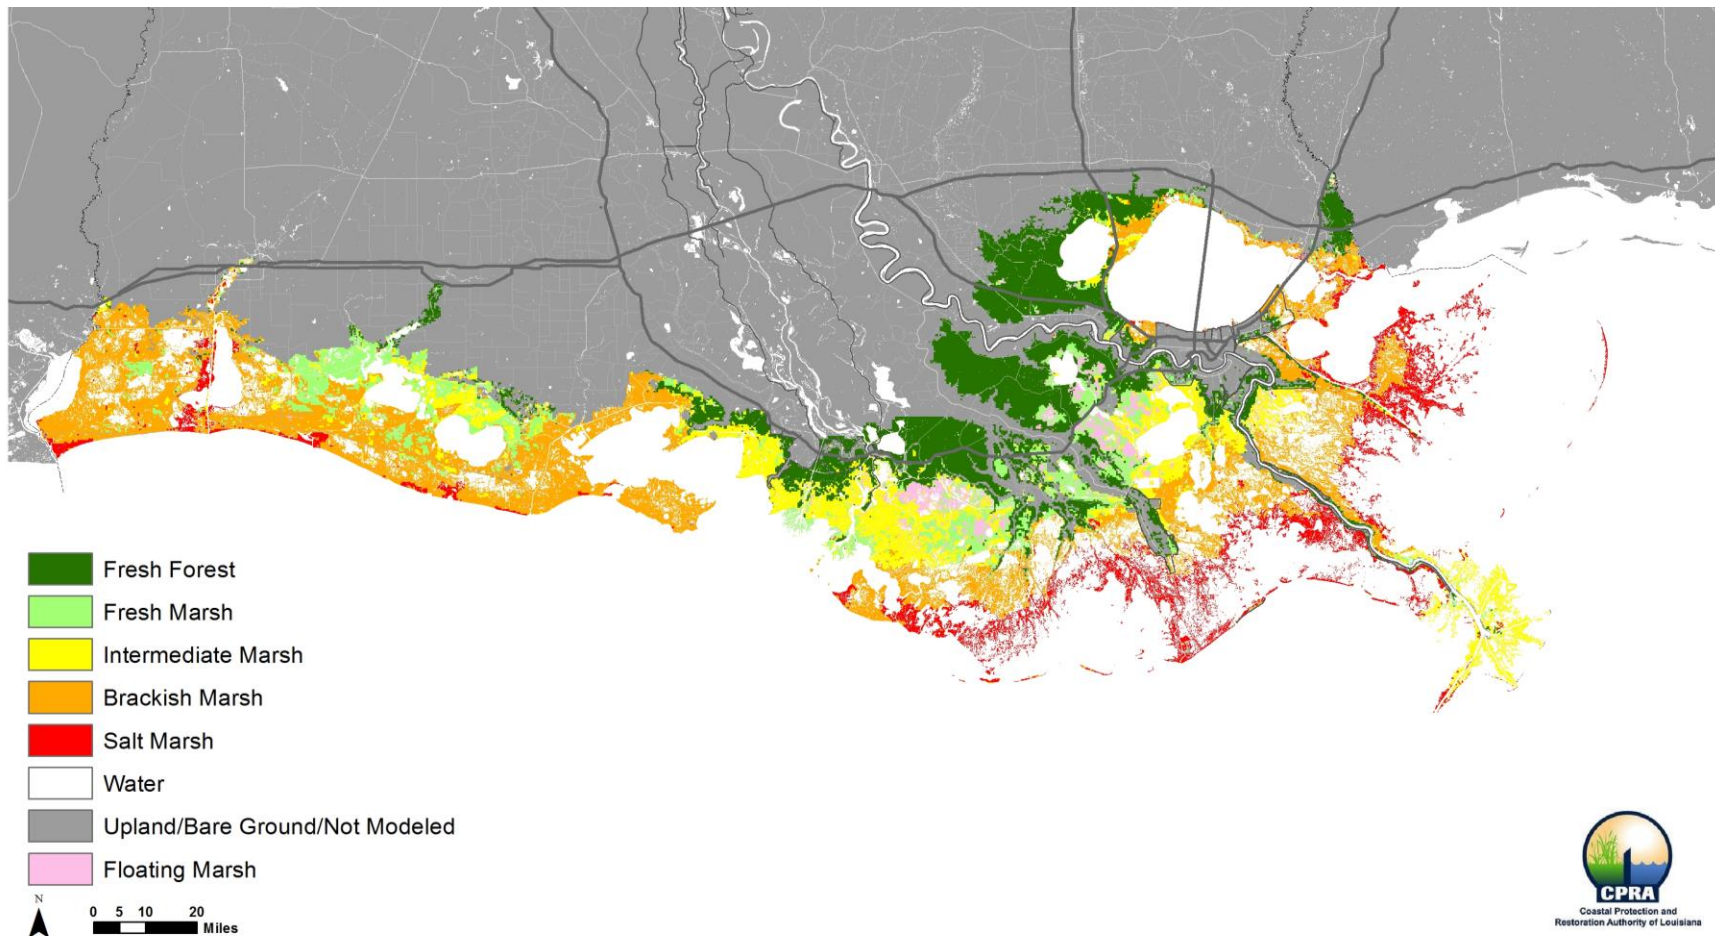 Fresh Forest
Fresh Marsh
Intermediate Marsh
Brackish Marsh
Salt Marsh
Water
Upland/Bare Ground/Not Modeled
Floating Marsh
N
0 5 10 20
Miles
CPRA
Coastal Protection and
Restoration Authority of Louisiana